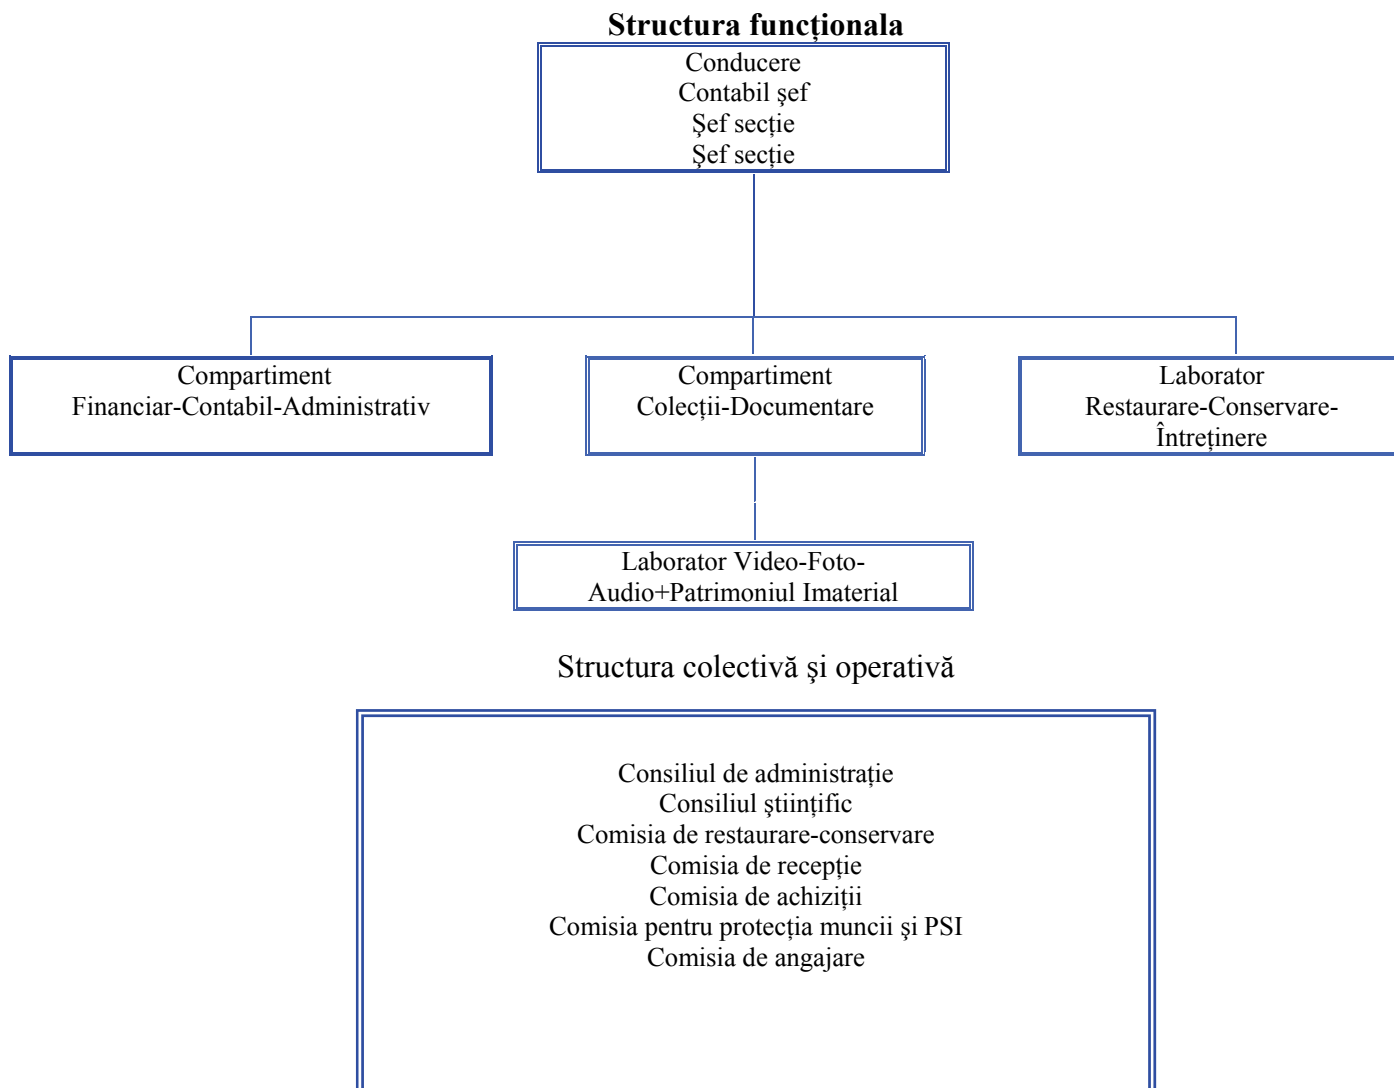 Structura funcţionala
Conducere
Contabil şef
Şef secţie
Şef secţie
Compartiment
Financiar-Contabil-Administrativ
Compartiment
Colecţii-Documentare
Laborator
Restaurare-Conservare-
Întreţinere
Laborator Video-Foto-
Audio+Patrimoniul Imaterial
Structura colectivă şi operativă
Consiliul de administraţie
Consiliul ştiinţific
Comisia de restaurare-conservare
Comisia de recepţie
Comisia de achiziţii
Comisia pentru protecţia muncii şi PSI
Comisia de angajare